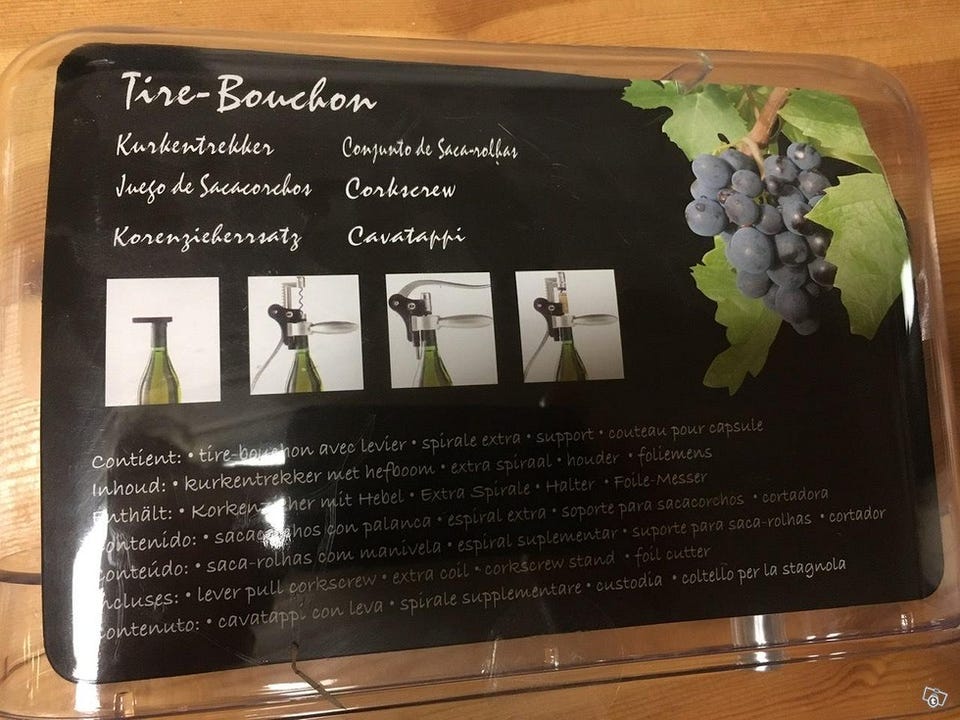 Tire-Bouchon
Kurkentrekker
Conjunto de Saca-rolhas
Juego de Sacacorchos
Corkscrew
Korenzieherrsatz
Cavatappi
Contient: • tire-bouchon avec levier • spirale extra • support • couteau pour capsule
Inhoud: • kurkentrekker met hefboom • extra spiraal • houder • foliemens
Enthält: • Korkenzieher mit Hebel • Extra Spirale • Halter • Foile-Messer
Contenido: • sacacorchos con palanca • espiral extra • soporte para sacacorchos • cortadora
Conteúdo: • saca-rolhas com manivela • espiral suplementar • suporte para saca-rolhas • cortador
Incluses: • lever pull corkscrew • extra coil • corkscrew stand • foil cutter
Contenuto: • cavatappi con leva • spirale supplementare • custodia • coltello per la stagnola